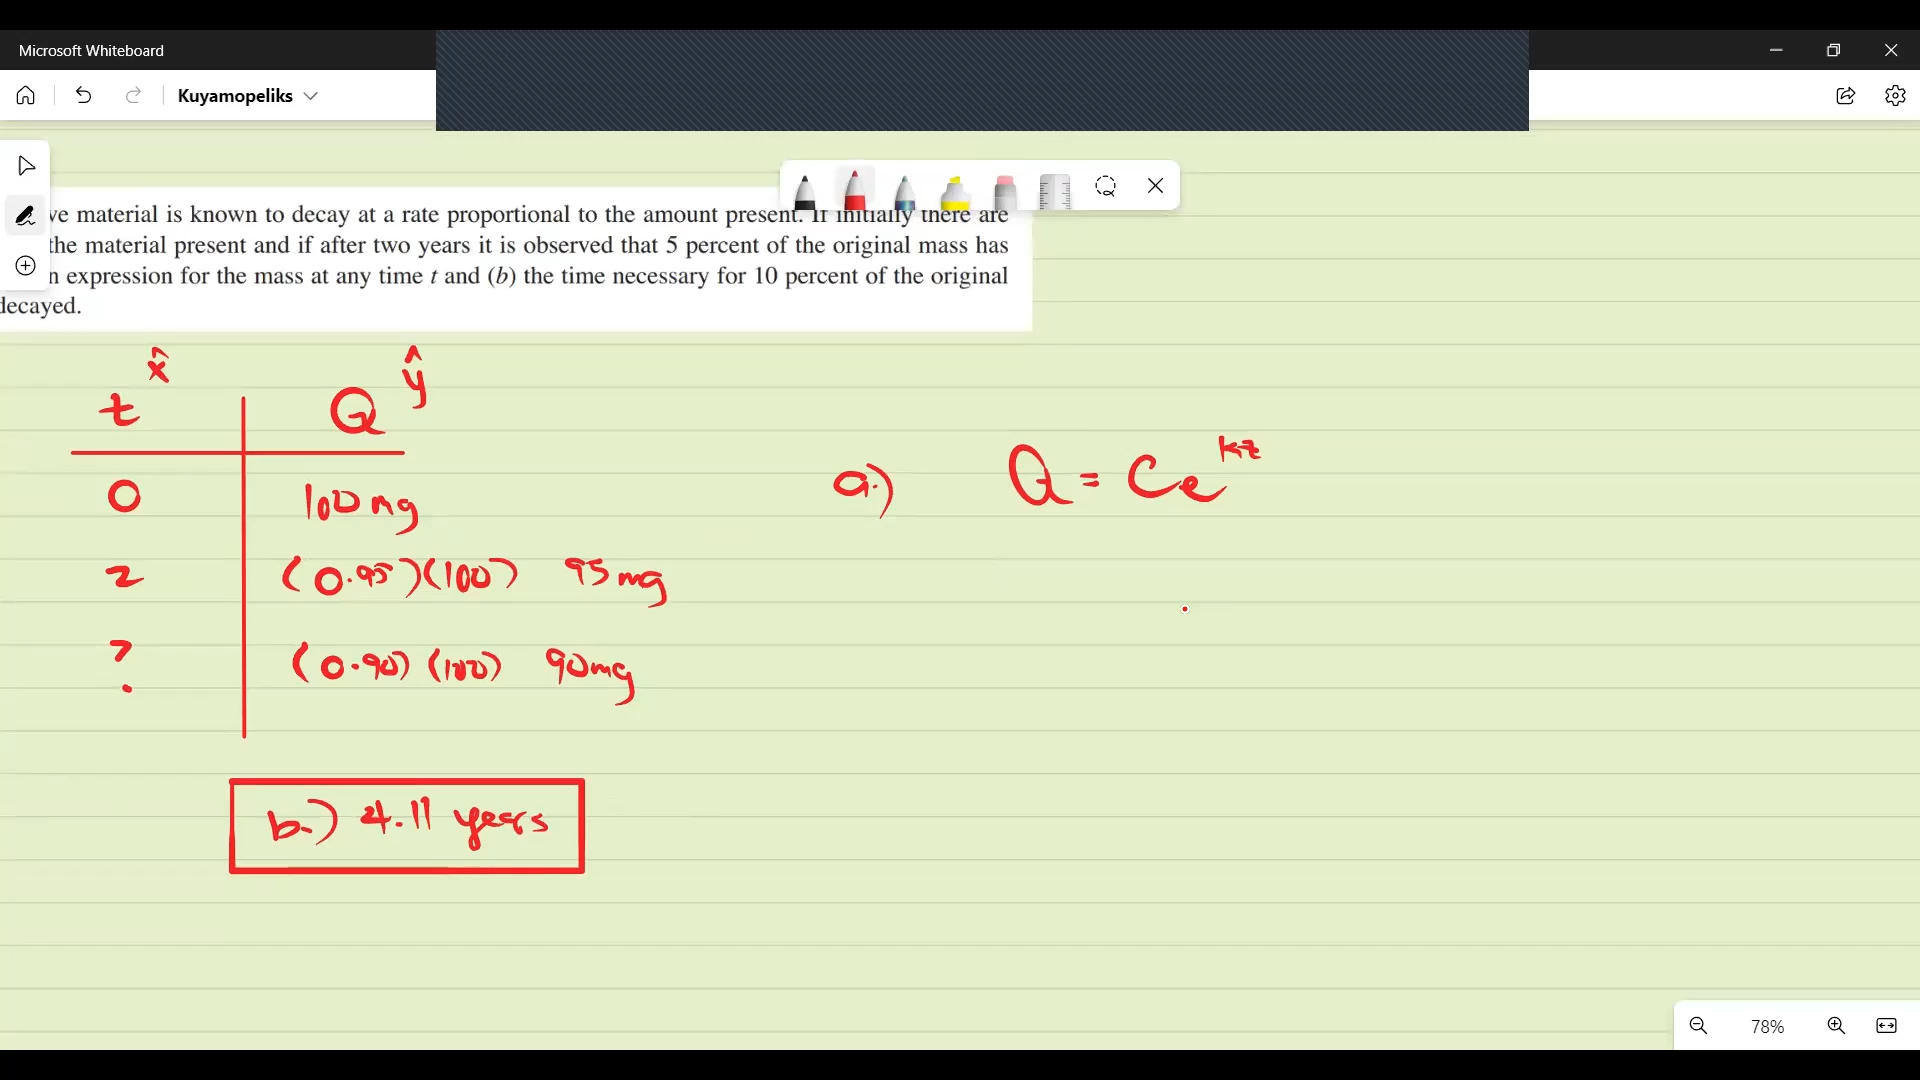 Microsoft Whiteboard
Kuyamopeliks
ve material is known to decay at a rate proportional to the amount present. If initially there are
the material present and if after two years it is observed that 5 percent of the original mass has
n expression for the mass at any time t and (b) the time necessary for 10 percent of the original
decayed.
t x̂ Q ŷ
0 100 mg
2 (0.95)(100) 95 mg
? (0.90)(100) 90 mg
b.) 4.11 years
a.) Q = Ce^kt
78%